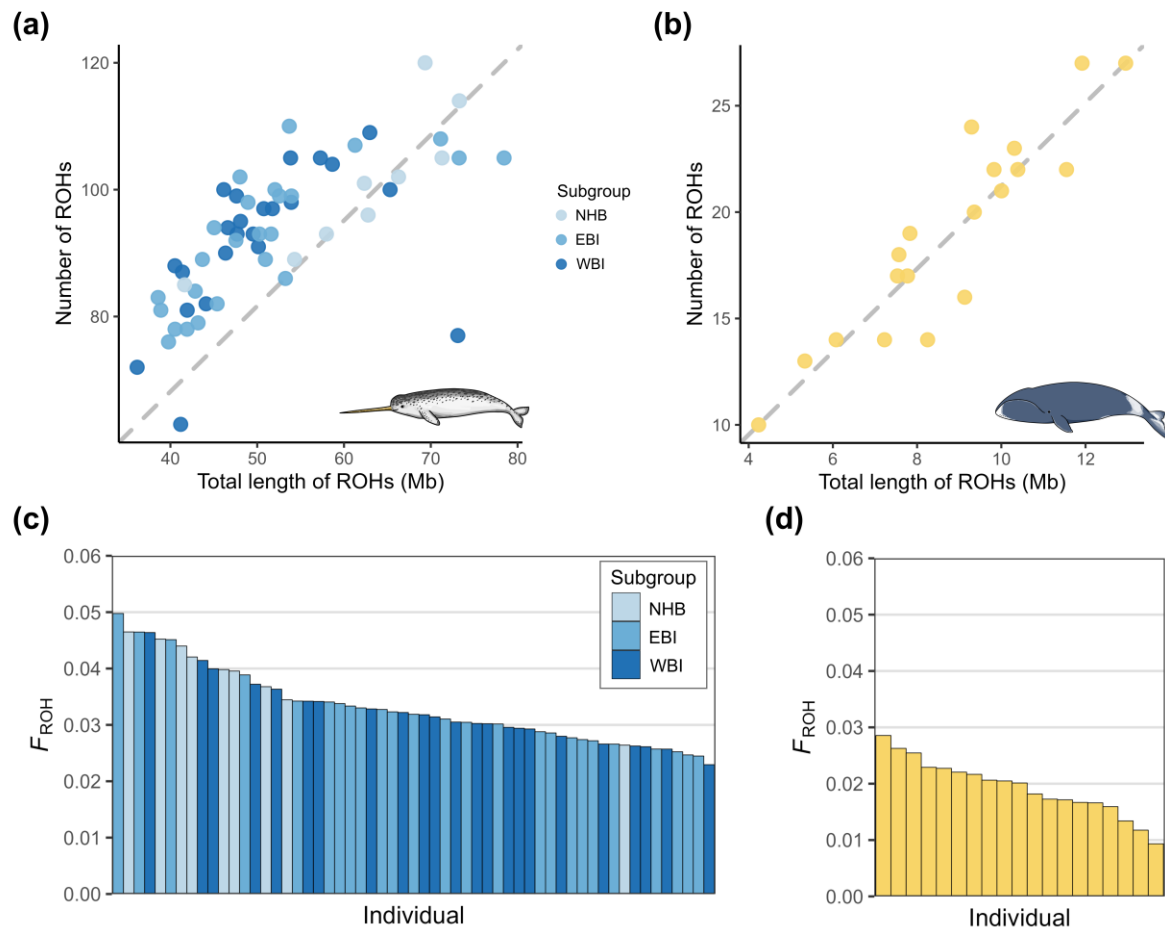 (a)
120
100
80
Number of ROHs
40
50
60
70
80
Total length of ROHs (Mb)
Subgroup
NHB
EBI
WBI
(b)
25
20
15
10
Number of ROHs
4
6
8
10
12
Total length of ROHs (Mb)
(c)
0.06
0.05
0.04
0.03
0.02
0.01
0.00
FROH
Individual
Subgroup
NHB
EBI
WBI
(d)
0.06
0.05
0.04
0.03
0.02
0.01
0.00
FROH
Individual